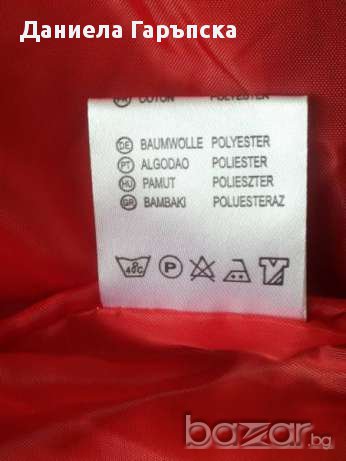 Даниела Гаръпска
COTON POLYESTER
DE BAUMWOLLE POLYESTER
PT ALGODAO POLIESTER
HU PAMUT POLIESZTER
GR BAMBAKI POLUESTERAZ
40°C P
bazar.bg